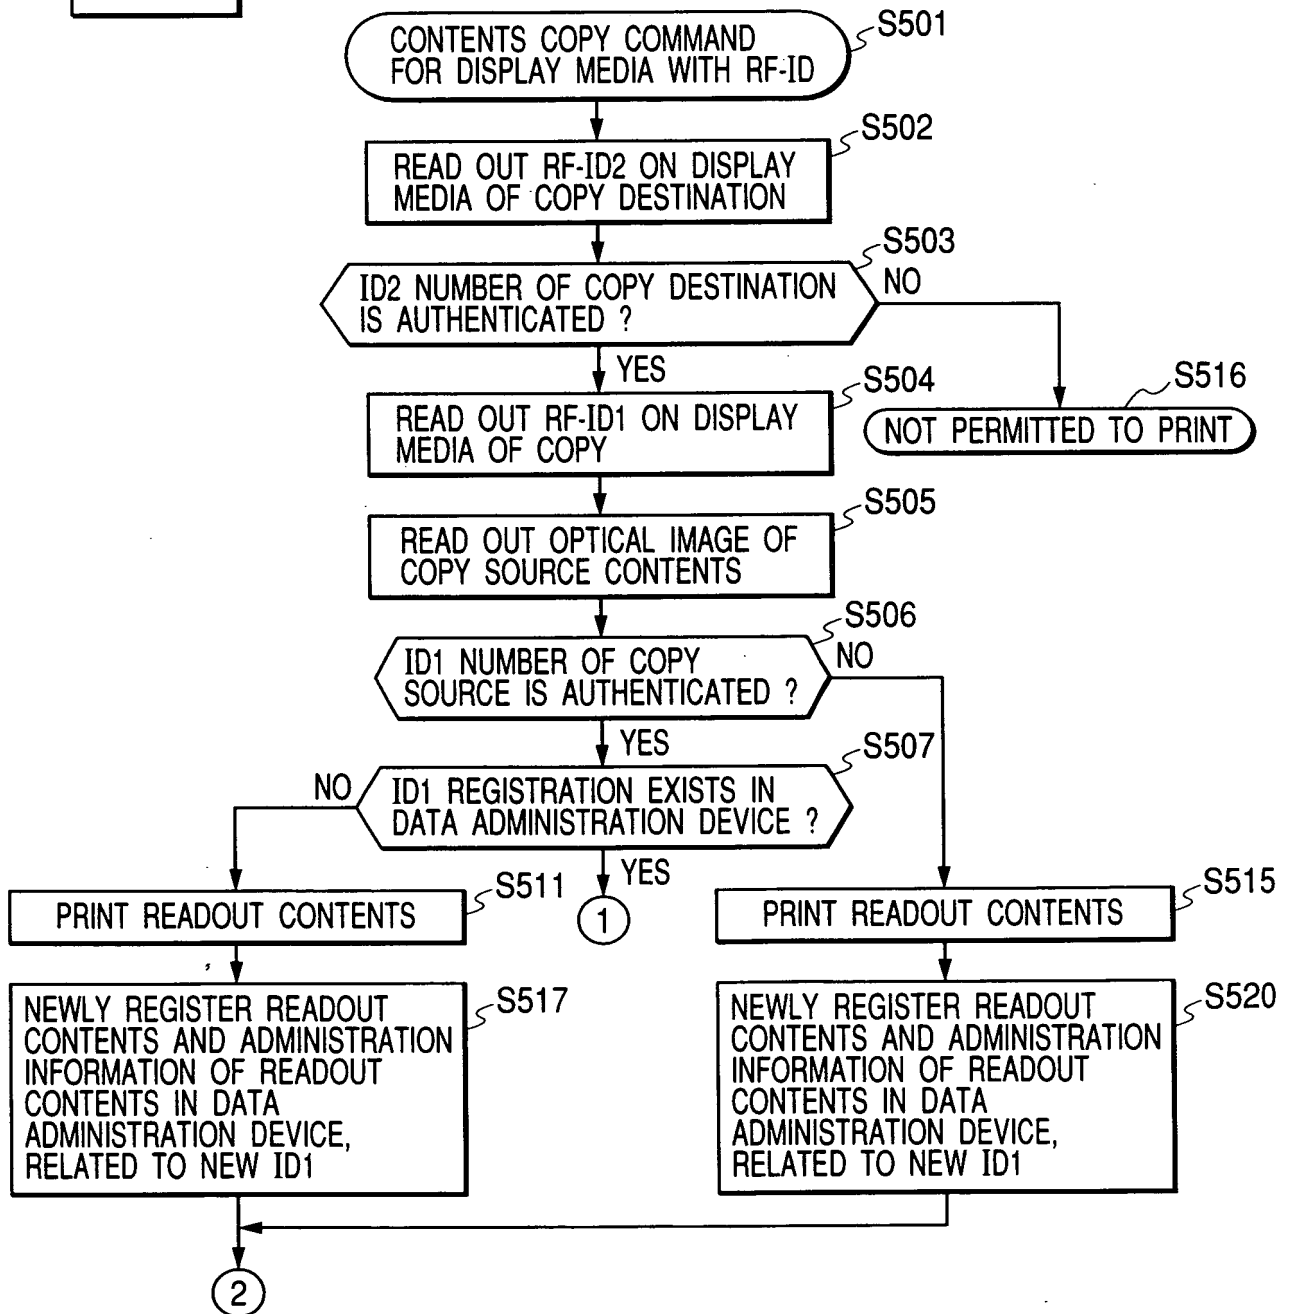 CONTENTS COPY COMMAND
FOR DISPLAY MEDIA WITH RF-ID
S501
READ OUT RF-ID2 ON DISPLAY
MEDIA OF COPY DESTINATION
S502
ID2 NUMBER OF COPY DESTINATION
IS AUTHENTICATED ?
S503
NO
YES
S516
NOT PERMITTED TO PRINT
READ OUT RF-ID1 ON DISPLAY
MEDIA OF COPY
S504
READ OUT OPTICAL IMAGE OF
COPY SOURCE CONTENTS
S505
ID1 NUMBER OF COPY
SOURCE IS AUTHENTICATED ?
S506
NO
YES
ID1 REGISTRATION EXISTS IN
DATA ADMINISTRATION DEVICE ?
S507
NO
YES
1
PRINT READOUT CONTENTS
S511
PRINT READOUT CONTENTS
S515
NEWLY REGISTER READOUT
CONTENTS AND ADMINISTRATION
INFORMATION OF READOUT
CONTENTS IN DATA
ADMINISTRATION DEVICE,
RELATED TO NEW ID1
S517
NEWLY REGISTER READOUT
CONTENTS AND ADMINISTRATION
INFORMATION OF READOUT
CONTENTS IN DATA
ADMINISTRATION DEVICE,
RELATED TO NEW ID1
S520
2